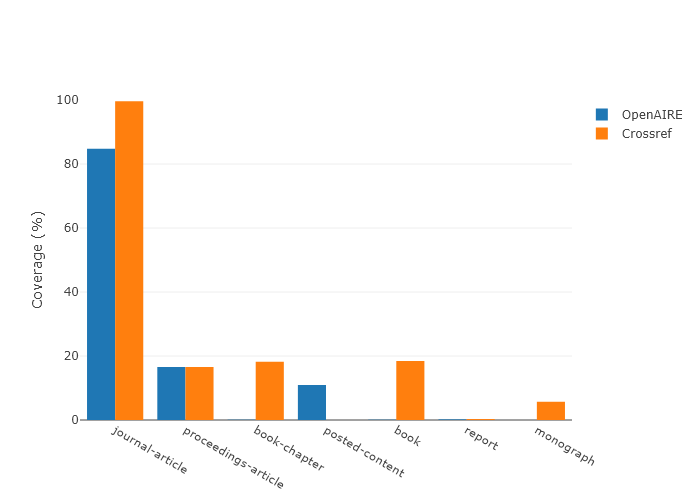 100
80
60
40
20
0
Coverage (%)
journal-article
proceedings-article
book-chapter
posted-content
book
report
monograph
OpenAIRE
Crossref